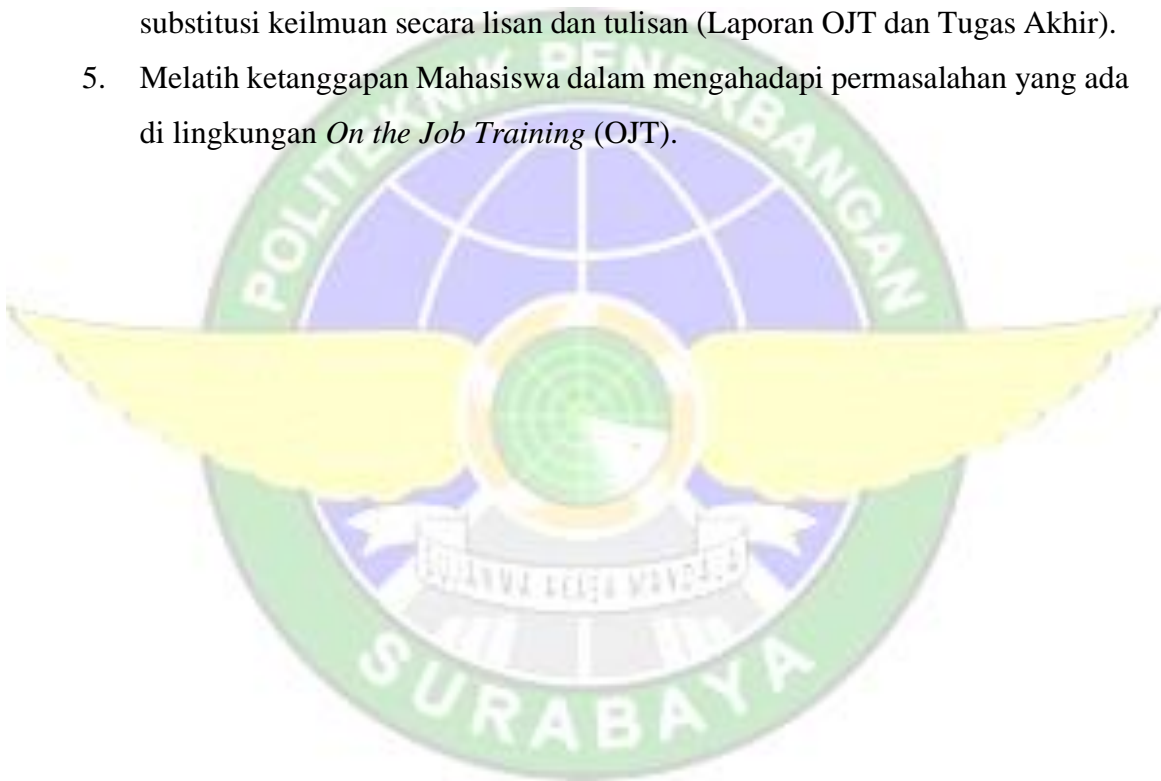 substitusi keilmuan secara lisan dan tulisan (Laporan OJT dan Tugas Akhir).
5. Melatih ketanggapan Mahasiswa dalam mengahadapi permasalahan yang ada
di lingkungan On the Job Training (OJT).
POLITEKNIK PENERBANGAN
SURABAYA